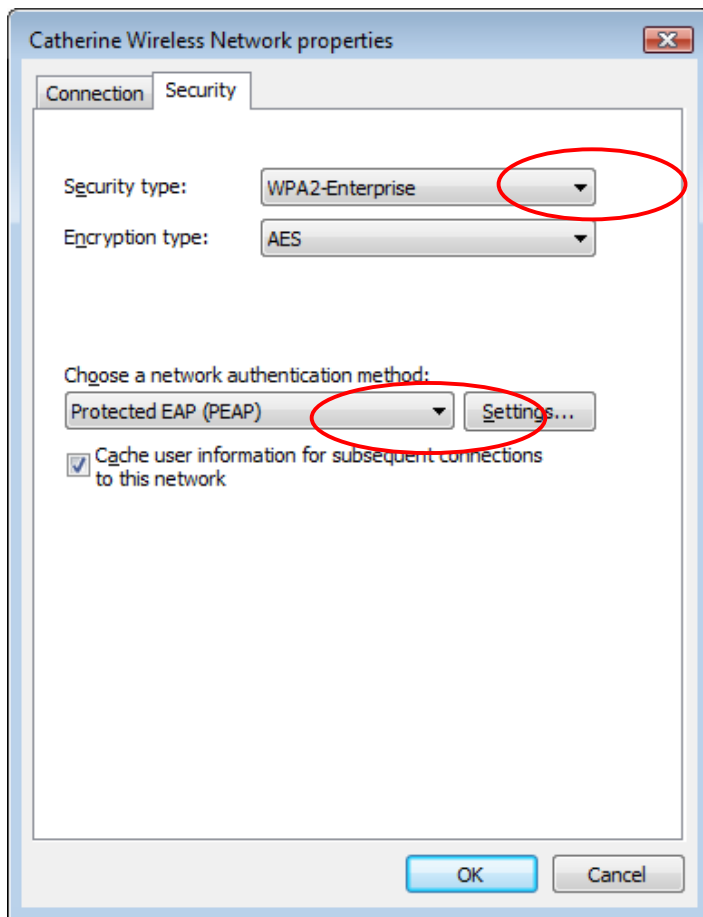 Catherine Wireless Network properties
Connection Security
Security type: WPA2-Enterprise
Encryption type: AES
Choose a network authentication method:
Protected EAP (PEAP) Settings...
Cache user information for subsequent connections
to this network
OK Cancel